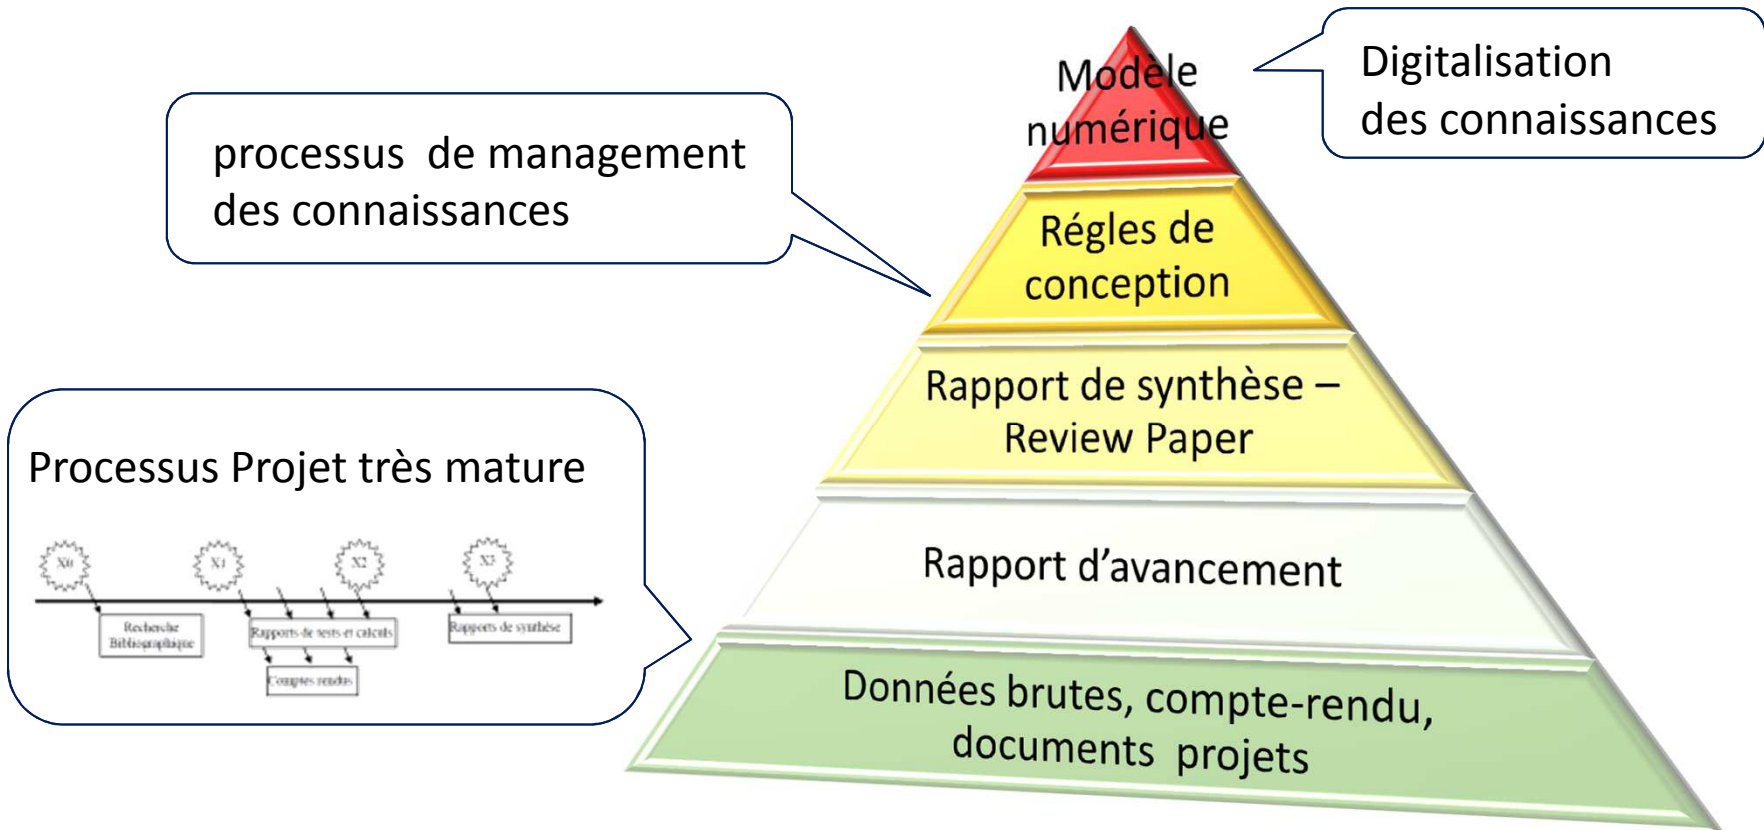 Modèle
numérique
Digitalisation
des connaissances
processus de management
des connaissances
Régles de
conception
Rapport de synthèse –
Review Paper
Processus Projet très mature
X0
X1
X2
X3
Recherche
Bibliographique
Rapports de tests et calculs
Rapports de synthèse
Comptes rendus
Rapport d’avancement
Données brutes, compte-rendu,
documents projets